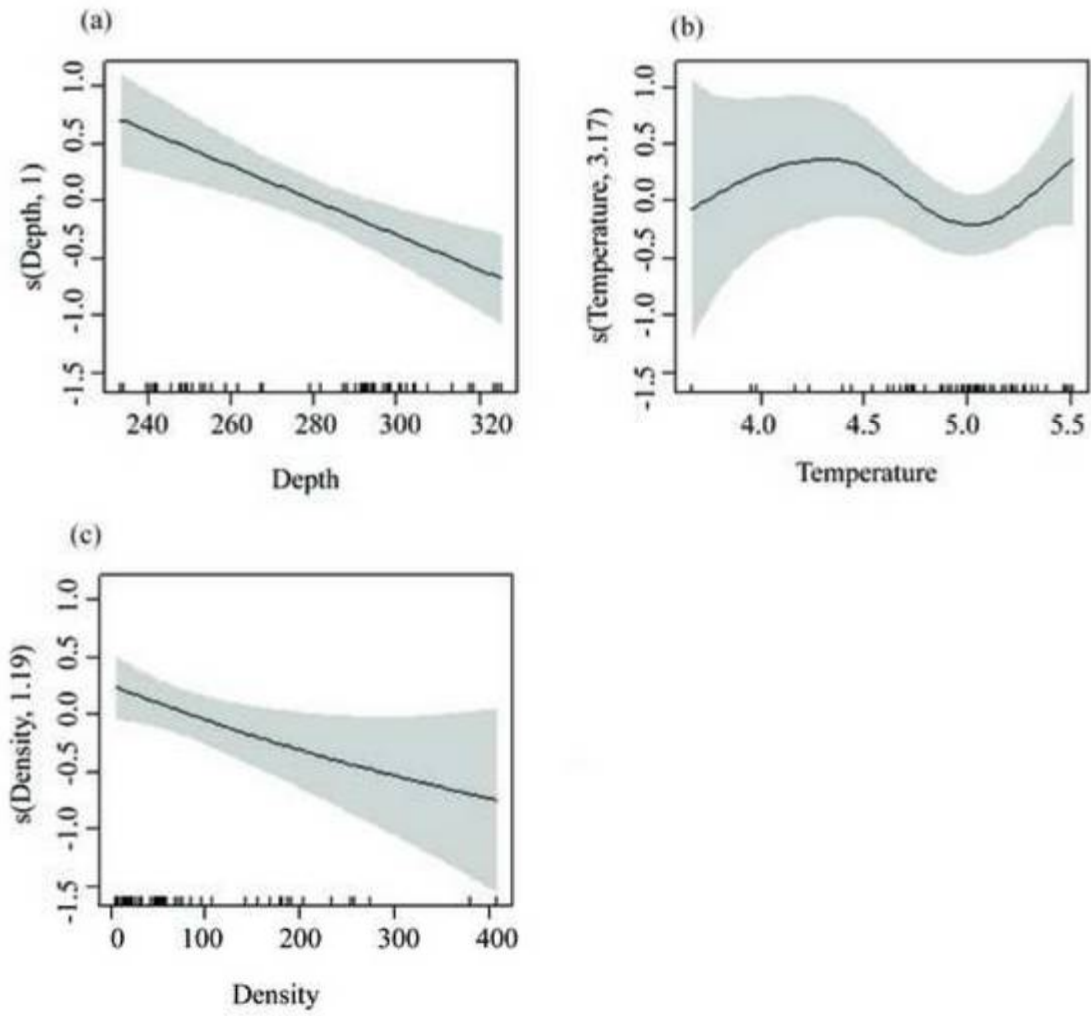 (a)
s(Depth, 1)
1.0
0.5
0.0
-0.5
-1.0
-1.5
240 260 280 300 320
Depth
(b)
s(Temperature, 3.17)
1.0
0.5
0.0
-0.5
-1.0
-1.5
4.0 4.5 5.0 5.5
Temperature
(c)
s(Density, 1.19)
1.0
0.5
0.0
-0.5
-1.0
-1.5
0 100 200 300 400
Density